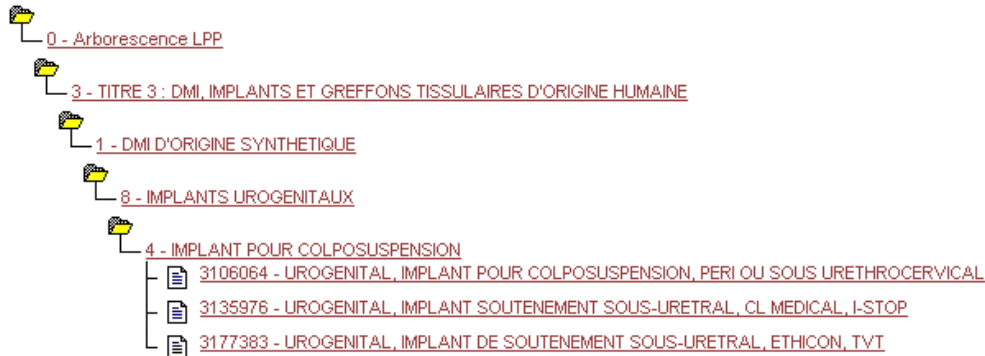 0 - Arborescence LPP
3 - TITRE 3 : DMI, IMPLANTS ET GREFFONS TISSULAIRES D'ORIGINE HUMAINE
1 - DMI D'ORIGINE SYNTHETIQUE
8 - IMPLANTS UROGENITAUX
4 - IMPLANT POUR COLPOSUSPENSION
3106064 - UROGENITAL, IMPLANT POUR COLPOSUSPENSION, PERI OU SOUS URETHROCERVICAL
3135976 - UROGENITAL, IMPLANT SOUTENEMENT SOUS-URETRAL, CL MEDICAL, I-STOP
3177383 - UROGENITAL, IMPLANT DE SOUTENEMENT SOUS-URETRAL, ETHICON, TVT